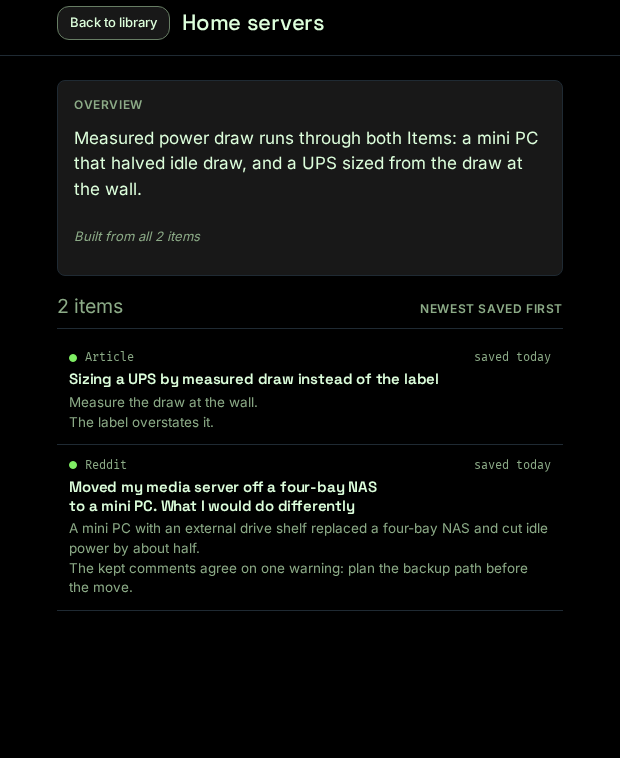 Back to library
Home servers
OVERVIEW
Measured power draw runs through both Items: a mini PC
that halved idle draw, and a UPS sized from the draw at
the wall.
Built from all 2 items
2 items
NEWEST SAVED FIRST
Article
saved today
Sizing a UPS by measured draw instead of the label
Measure the draw at the wall.
The label overstates it.
Reddit
saved today
Moved my media server off a four-bay NAS
to a mini PC. What I would do differently
A mini PC with an external drive shelf replaced a four-bay NAS and cut idle
power by about half.
The kept comments agree on one warning: plan the backup path before
the move.